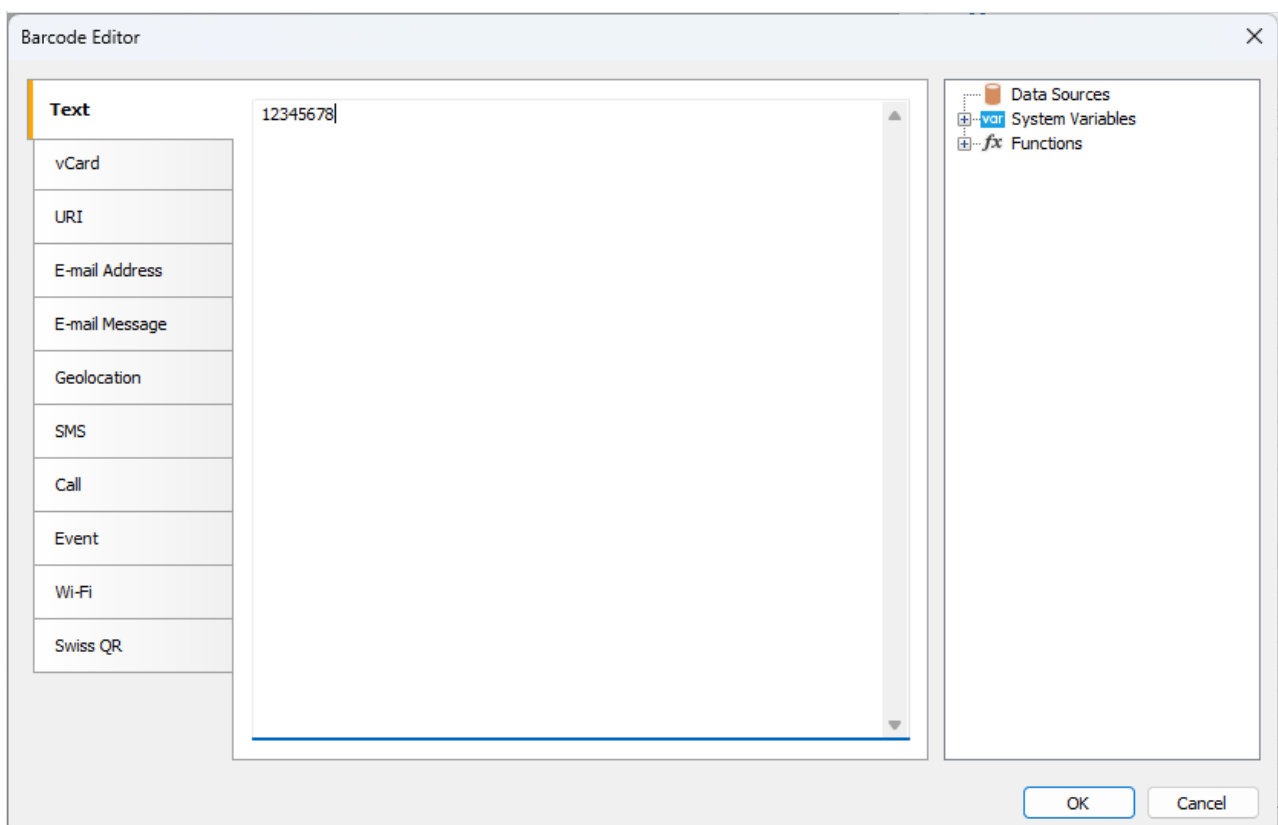 Barcode Editor
Text
12345678
vCard
URI
E-mail Address
E-mail Message
Geolocation
SMS
Call
Event
Wi-Fi
Swiss QR
Data Sources
var System Variables
fx Functions
OK
Cancel